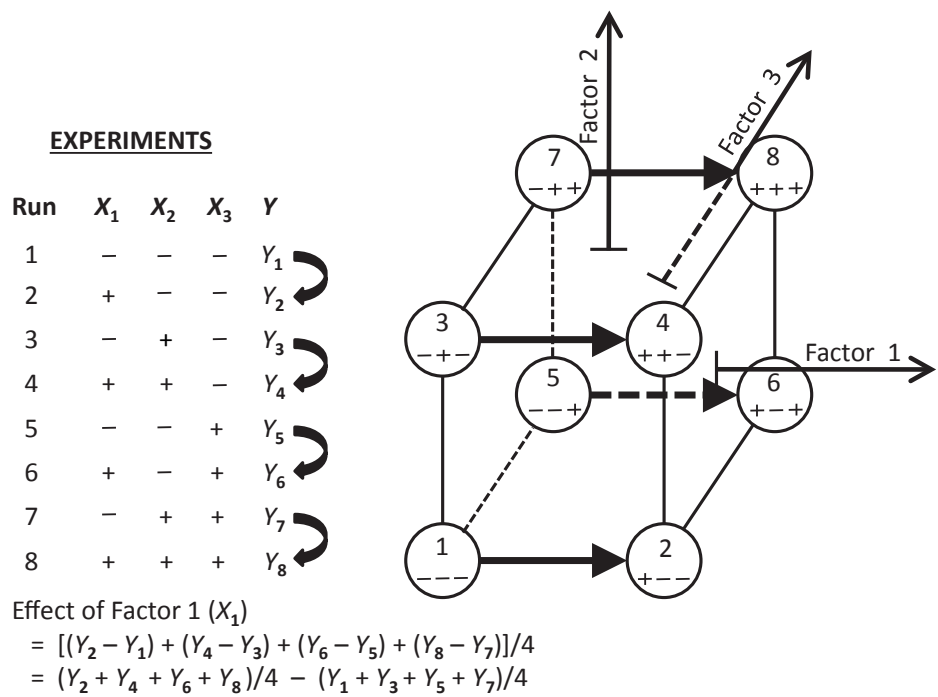 EXPERIMENTS
Run X₁ X₂ X₃ Y
1 – – – Y₁
2 + – – Y₂
3 – + – Y₃
4 + + – Y₄
5 – – + Y₅
6 + – + Y₆
7 – + + Y₇
8 + + + Y₈
Effect of Factor 1 (X₁)
= [(Y₂ – Y₁) + (Y₄ – Y₃) + (Y₆ – Y₅) + (Y₈ – Y₇)]/4
= (Y₂ + Y₄ + Y₆ + Y₈)/4 – (Y₁ + Y₃ + Y₅ + Y₇)/4
Factor 2
Factor 3
7
–++
8
+++
3
–+–
4
++–
Factor 1
5
––+
6
+–+
1
–––
2
+––